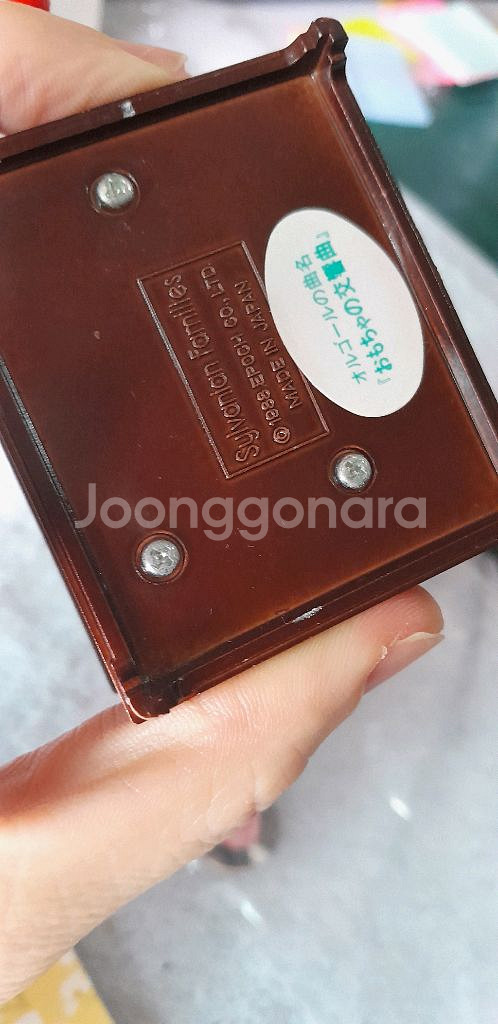 Sylvanian Families
©1988 EPOCH CO., LTD
MADE IN JAPAN
オルゴールの曲名
『おもちゃの交響曲』
Joonggonara